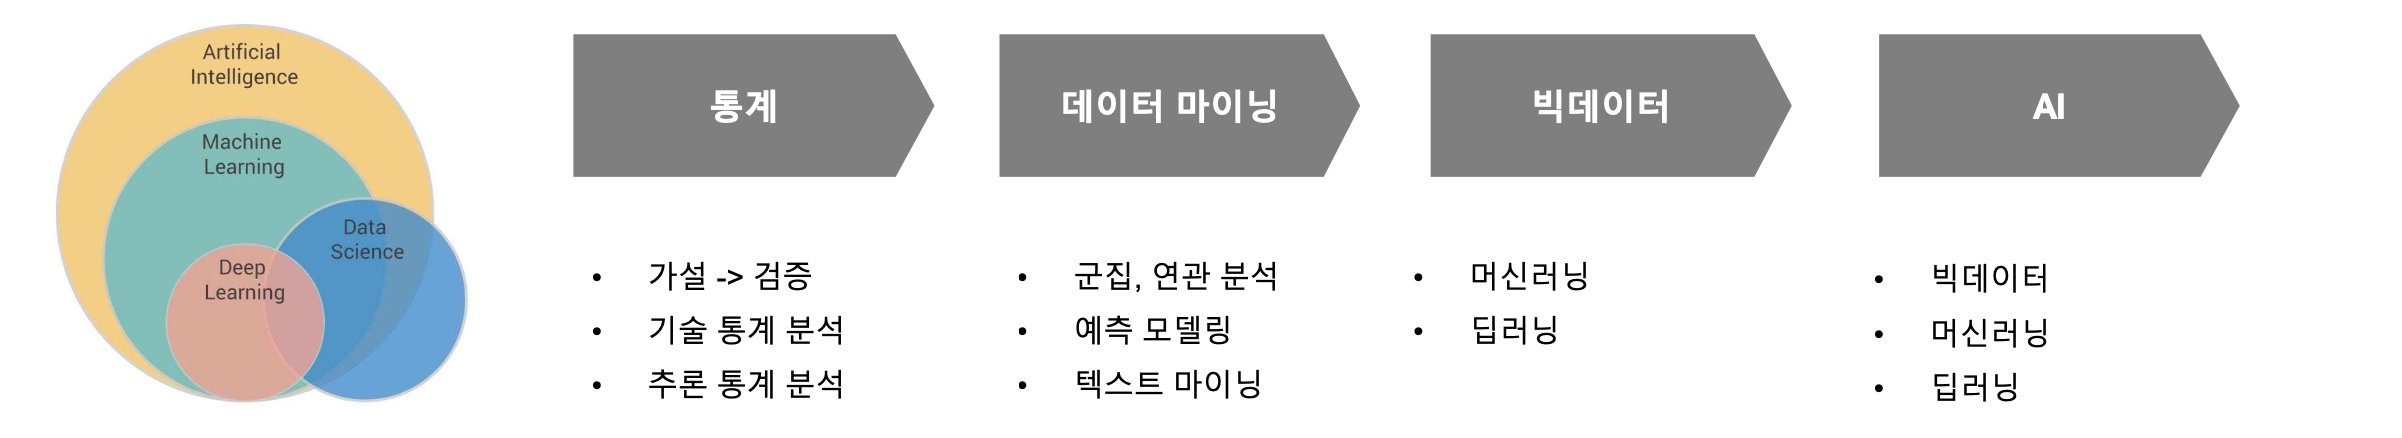 Artificial
Intelligence
Machine
Learning
Data
Science
Deep
Learning
통계
• 가설 -> 검증
• 기술 통계 분석
• 추론 통계 분석
데이터 마이닝
• 군집, 연관 분석
• 예측 모델링
• 텍스트 마이닝
빅데이터
• 머신러닝
• 딥러닝
AI
• 빅데이터
• 머신러닝
• 딥러닝